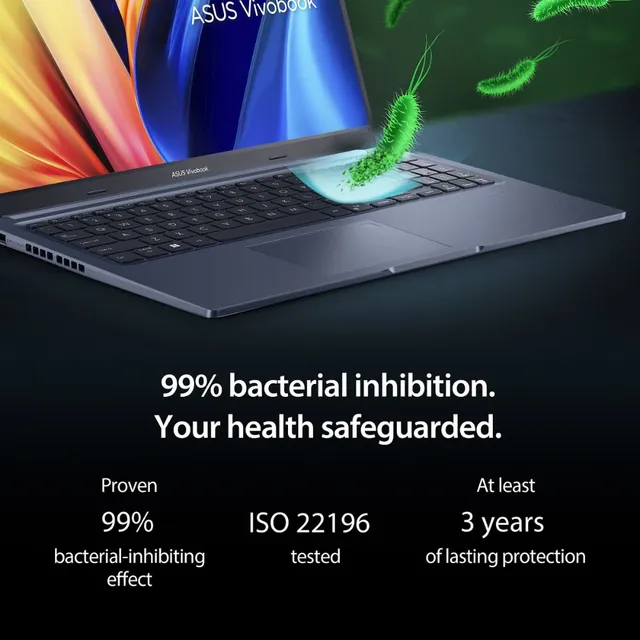 ASUS Vivobook
ASUS Vivobook
99% bacterial inhibition.
Your health safeguarded.
Proven
99%
bacterial-inhibiting
effect
ISO 22196
tested
At least
3 years
of lasting protection